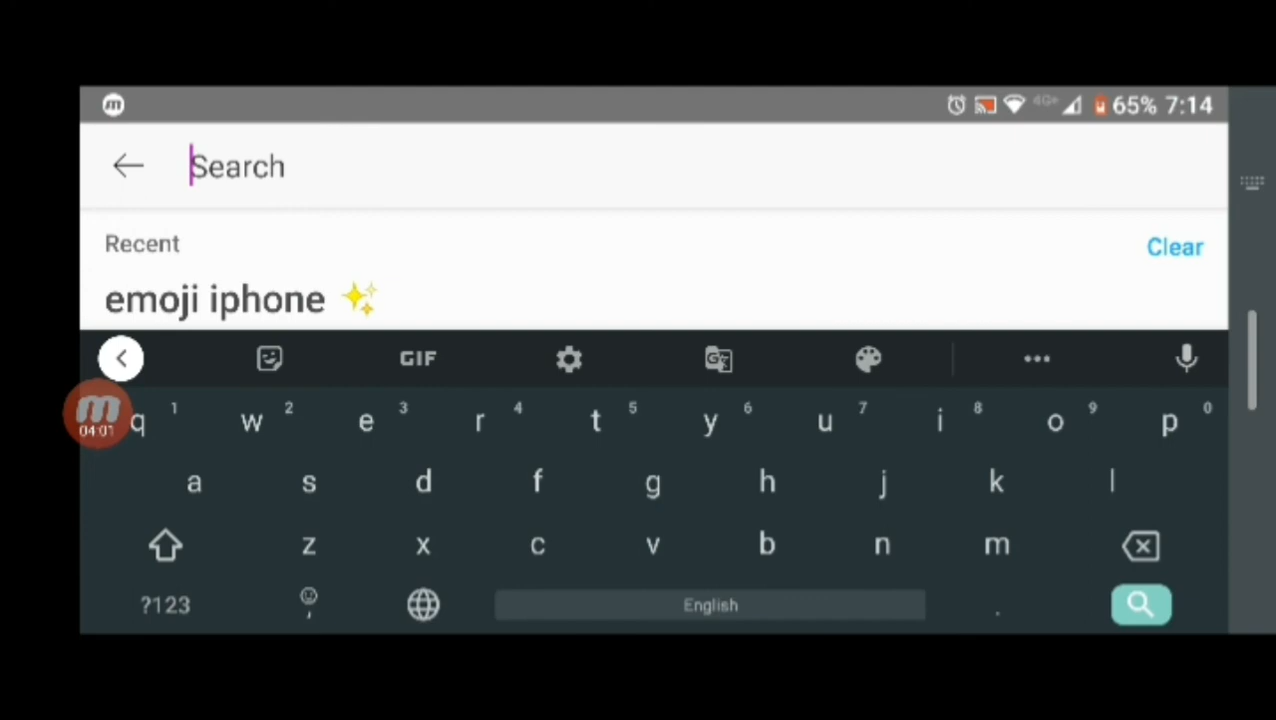 m 4G+ 65% 7:14
Search
Recent Clear
emoji iphone ✨
GIF
q 1 w 2 e 3 r 4 t 5 y 6 u 7 i 8 o 9 p 0
m 04:01
a s d f g h j k l
z x c v b n m
?123 , English .